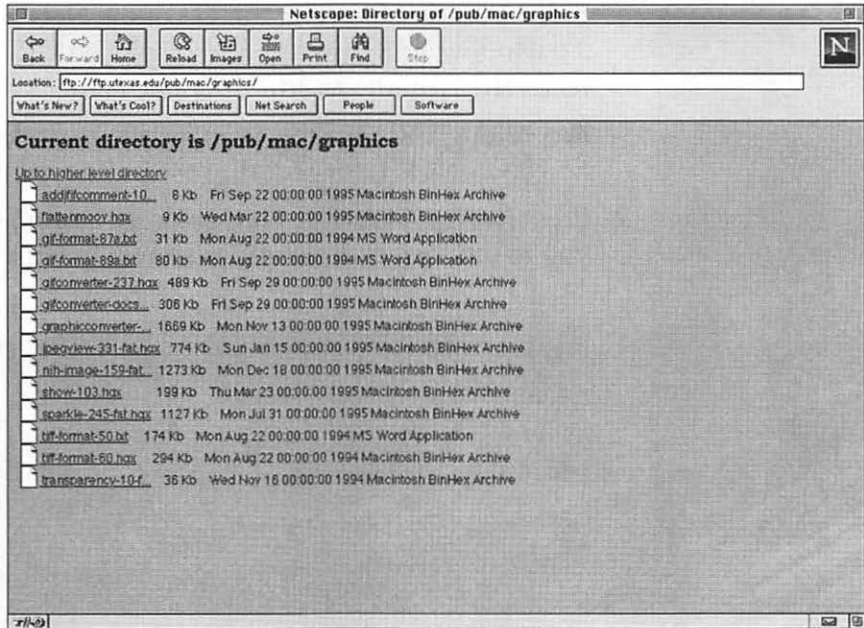 Netscape: Directory of /pub/mac/graphics
Back Forward Home Reload Images Open Print Find Stop
N
Location: ftp://ftp.utexas.edu/pub/mac/graphics/
What's New? What's Cool? Destinations Net Search People Software
Current directory is /pub/mac/graphics
Up to higher level directory
addjfifcomment-10... 8 Kb Fri Sep 22 00:00:00 1995 Macintosh BinHex Archive
flattenmoov.hqx 9 Kb Wed Mar 22 00:00:00 1995 Macintosh BinHex Archive
gif-format-87a.txt 31 Kb Mon Aug 22 00:00:00 1994 MS Word Application
gif-format-89a.txt 80 Kb Mon Aug 22 00:00:00 1994 MS Word Application
gifconverter-237.hqx 489 Kb Fri Sep 29 00:00:00 1995 Macintosh BinHex Archive
gifconverter-docs... 306 Kb Fri Sep 29 00:00:00 1995 Macintosh BinHex Archive
graphicconverter-... 1669 Kb Mon Nov 13 00:00:00 1995 Macintosh BinHex Archive
jpegview-331-fat.hqx 774 Kb Sun Jan 15 00:00:00 1995 Macintosh BinHex Archive
nih-image-159-fat... 1273 Kb Mon Dec 18 00:00:00 1995 Macintosh BinHex Archive
show-103.hqx 199 Kb Thu Mar 23 00:00:00 1995 Macintosh BinHex Archive
sparkle-245-fat.hqx 1127 Kb Mon Jul 31 00:00:00 1995 Macintosh BinHex Archive
tiff-format-50.txt 174 Kb Mon Aug 22 00:00:00 1994 MS Word Application
tiff-format-60.hqx 294 Kb Mon Aug 22 00:00:00 1994 Macintosh BinHex Archive
transparency-10-f... 36 Kb Wed Nov 16 00:00:00 1994 Macintosh BinHex Archive